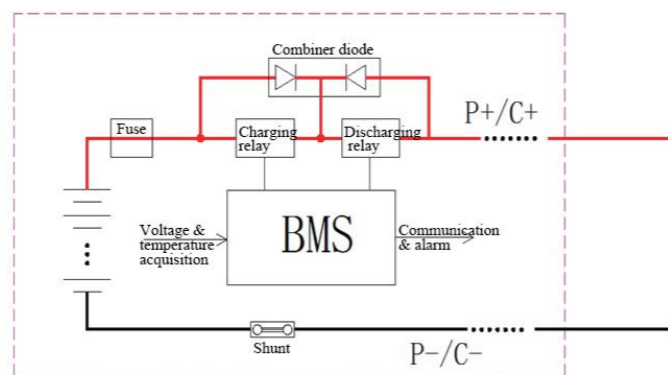 Combiner diode
P+/C+
Fuse
Charging
relay
Discharging
relay
Voltage &
temperature
acquisition
BMS
Communication
& alarm
Shunt
P-/C-